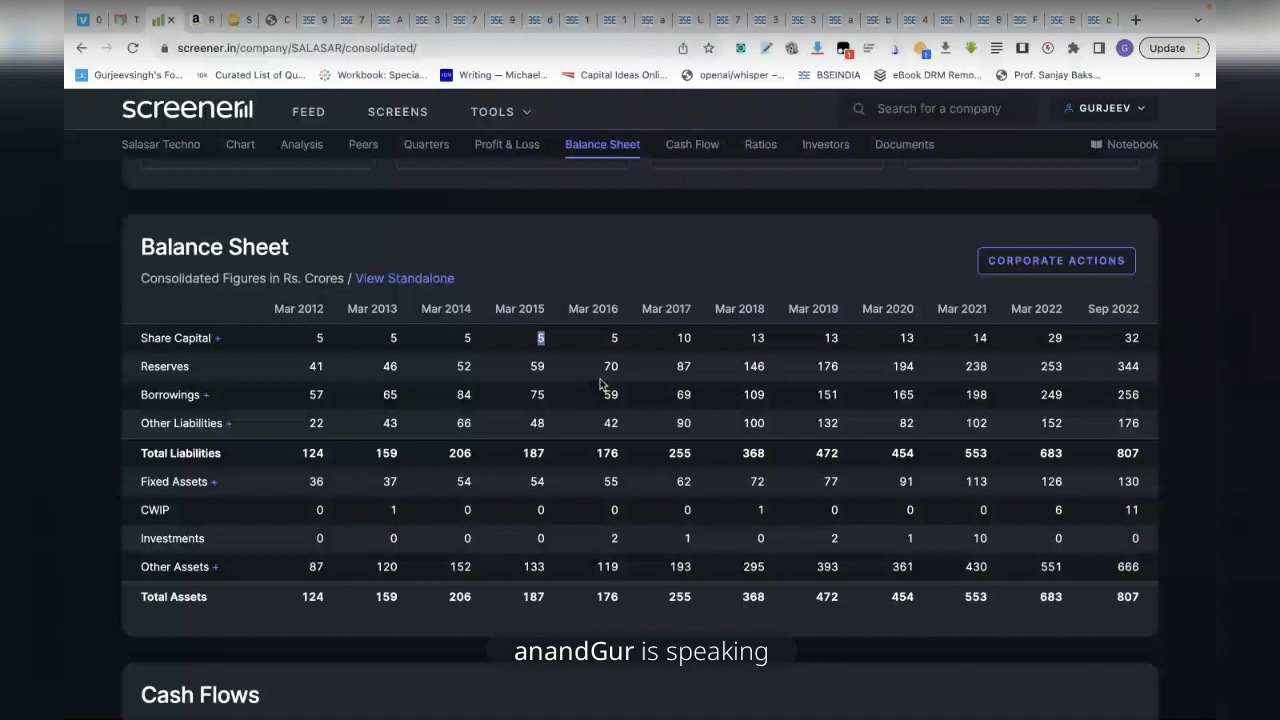 0 T R S C 9 7 A 3 7 9 d 1 1 a U 7 3 3 a b 4 N B F B c
screener.in/company/SALASAR/consolidated/
G Update
Gurjeevsingh's Fo... Curated List of Qu... Workbook: Specia... Writing — Michael... Capital Ideas Onli... openai/whisper –... BSEINDIA eBook DRM Remo... Prof. Sanjay Baks... »
screener FEED SCREENS TOOLS Search for a company GURJEEV
Salasar Techno Chart Analysis Peers Quarters Profit & Loss Balance Sheet Cash Flow Ratios Investors Documents Notebook
Balance Sheet
CORPORATE ACTIONS
Consolidated Figures in Rs. Crores / View Standalone
Mar 2012 Mar 2013 Mar 2014 Mar 2015 Mar 2016 Mar 2017 Mar 2018 Mar 2019 Mar 2020 Mar 2021 Mar 2022 Sep 2022
Share Capital + 5 5 5 5 5 10 13 13 13 14 29 32
Reserves 41 46 52 59 70 87 146 176 194 238 253 344
Borrowings + 57 65 84 75 59 69 109 151 165 198 249 256
Other Liabilities + 22 43 66 48 42 90 100 132 82 102 152 176
Total Liabilities 124 159 206 187 176 255 368 472 454 553 683 807
Fixed Assets + 36 37 54 54 55 62 72 77 91 113 126 130
CWIP 0 1 0 0 0 0 1 0 0 0 6 11
Investments 0 0 0 0 2 1 0 2 1 10 0 0
Other Assets + 87 120 152 133 119 193 295 393 361 430 551 666
Total Assets 124 159 206 187 176 255 368 472 454 553 683 807
anandGur is speaking
Cash Flows